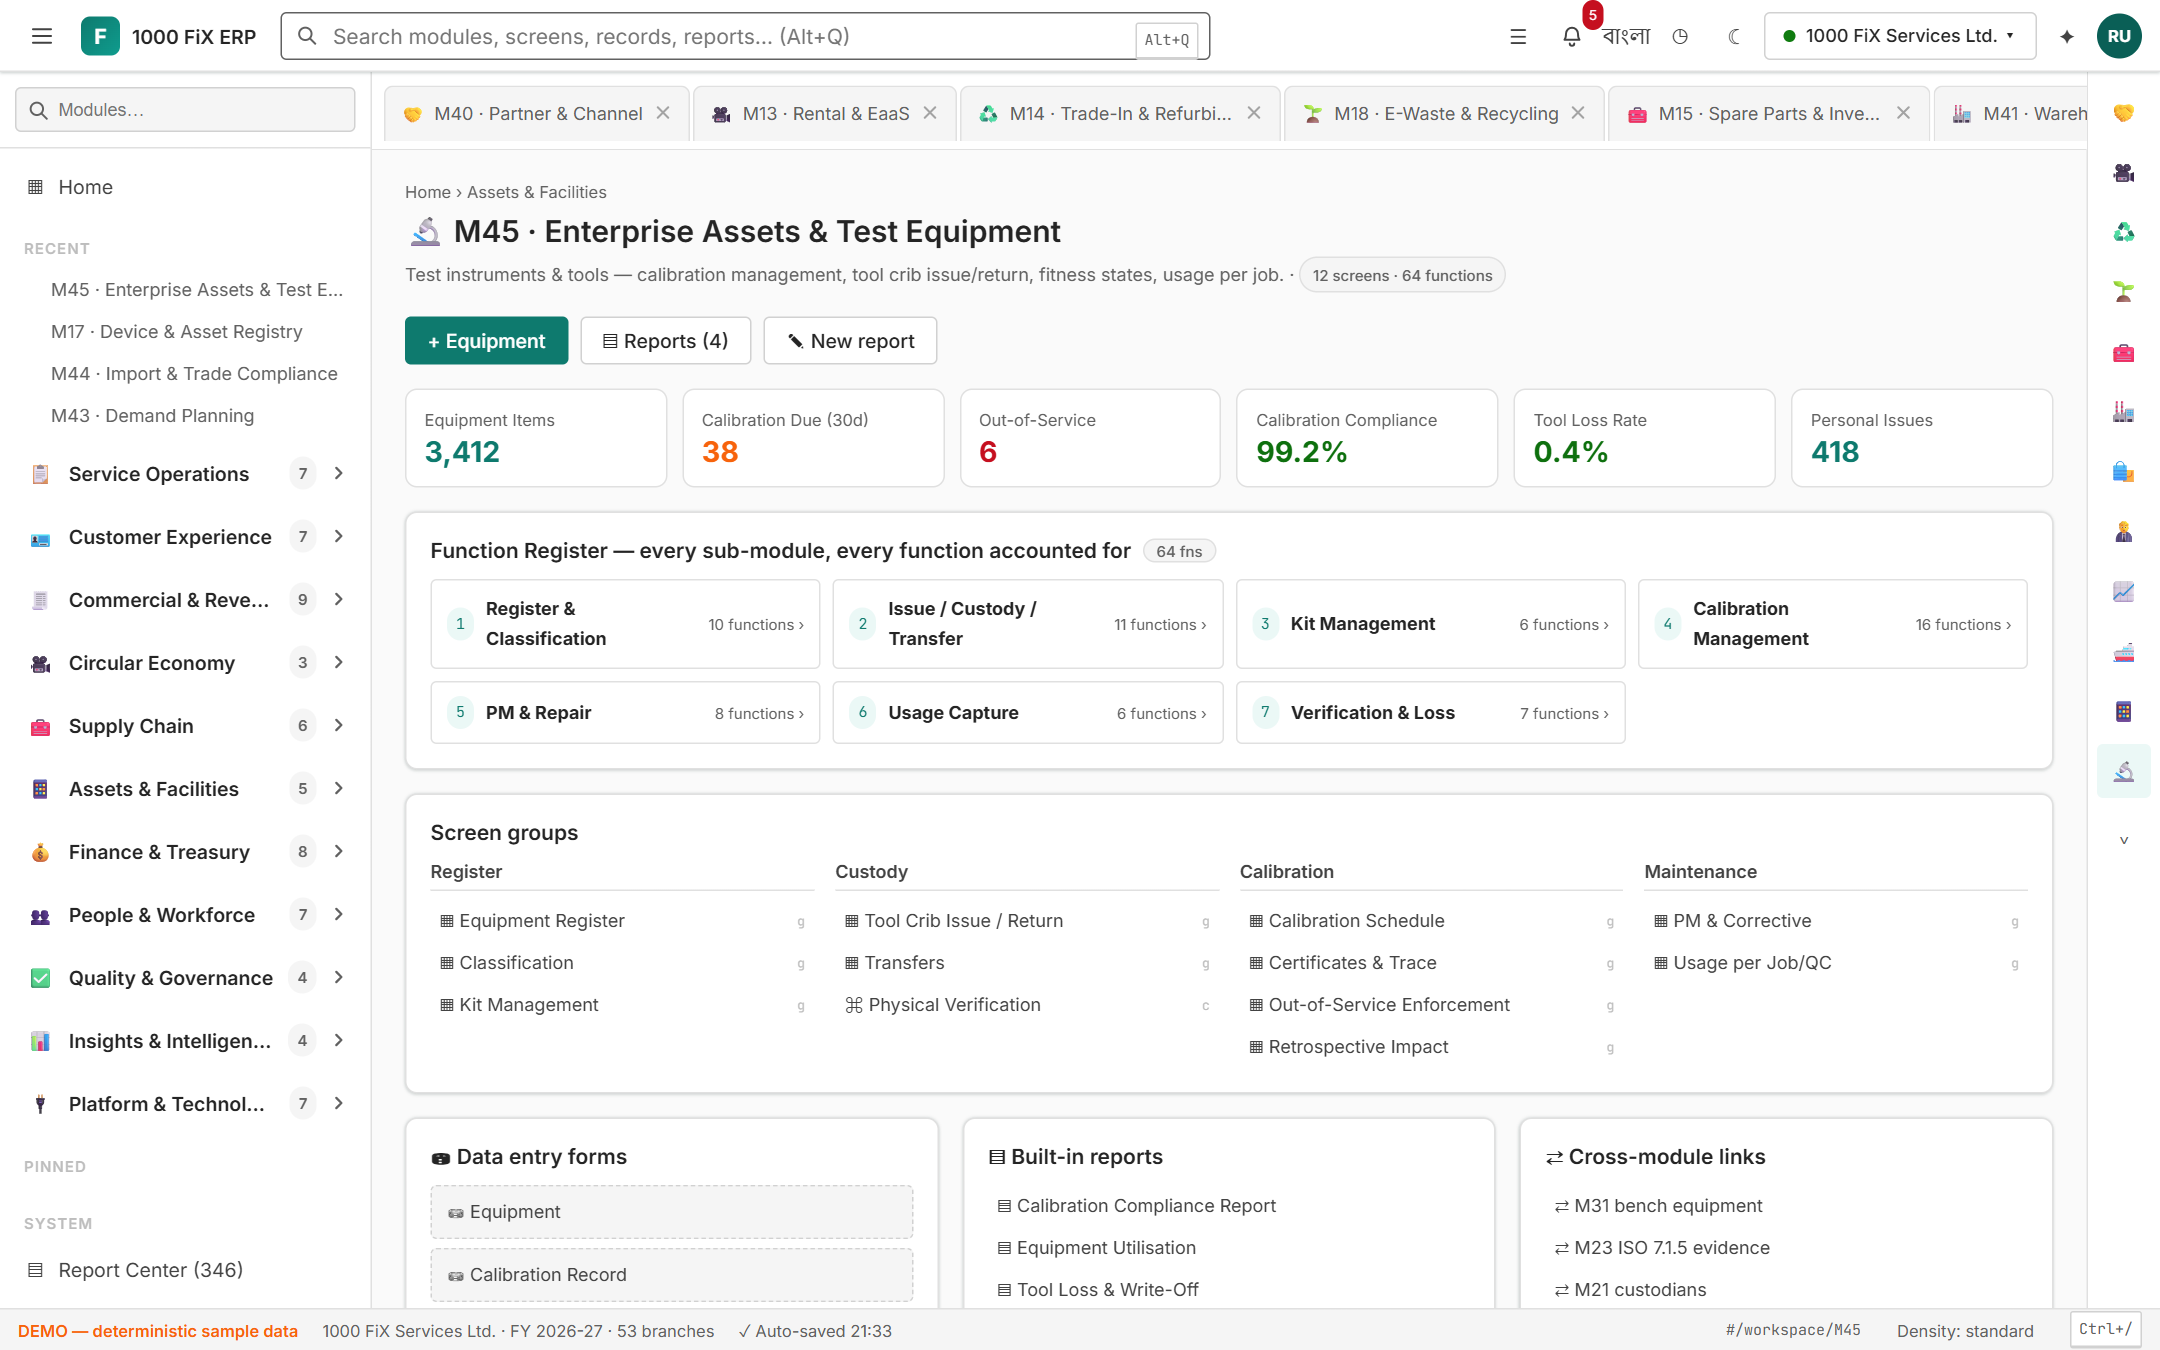 F 1000 FiX ERP
Search modules, screens, records, reports... (Alt+Q) Alt+Q
5
বাংলা
1000 FiX Services Ltd.
RU
Modules...
Home
RECENT
M45 · Enterprise Assets & Test E...
M17 · Device & Asset Registry
M44 · Import & Trade Compliance
M43 · Demand Planning
Service Operations 7
Customer Experience 7
Commercial & Reve... 9
Circular Economy 3
Supply Chain 6
Assets & Facilities 5
Finance & Treasury 8
People & Workforce 7
Quality & Governance 4
Insights & Intelligen... 4
Platform & Technol... 7
PINNED
SYSTEM
Report Center (346)
M40 · Partner & Channel
M13 · Rental & EaaS
M14 · Trade-In & Refurbi...
M18 · E-Waste & Recycling
M15 · Spare Parts & Inve...
M41 · Wareh
Home › Assets & Facilities
M45 · Enterprise Assets & Test Equipment
Test instruments & tools — calibration management, tool crib issue/return, fitness states, usage per job. · 12 screens · 64 functions
+ Equipment
Reports (4)
New report
Equipment Items
3,412
Calibration Due (30d)
38
Out-of-Service
6
Calibration Compliance
99.2%
Tool Loss Rate
0.4%
Personal Issues
418
Function Register — every sub-module, every function accounted for 64 fns
1 Register & Classification 10 functions ›
2 Issue / Custody / Transfer 11 functions ›
3 Kit Management 6 functions ›
4 Calibration Management 16 functions ›
5 PM & Repair 8 functions ›
6 Usage Capture 6 functions ›
7 Verification & Loss 7 functions ›
Screen groups
Register
Equipment Register g
Classification g
Kit Management g
Custody
Tool Crib Issue / Return g
Transfers g
Physical Verification c
Calibration
Calibration Schedule g
Certificates & Trace g
Out-of-Service Enforcement g
Retrospective Impact g
Maintenance
PM & Corrective g
Usage per Job/QC g
Data entry forms
Equipment
Calibration Record
Built-in reports
Calibration Compliance Report
Equipment Utilisation
Tool Loss & Write-Off
⇄ Cross-module links
⇄ M31 bench equipment
⇄ M23 ISO 7.1.5 evidence
⇄ M21 custodians
DEMO — deterministic sample data
1000 FiX Services Ltd. · FY 2026-27 · 53 branches
✓ Auto-saved 21:33
#/workspace/M45
Density: standard
Ctrl+/